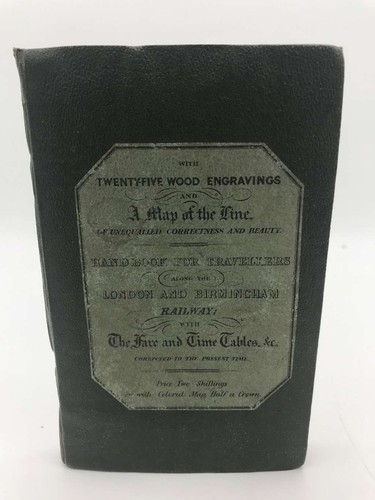 WITH
TWENTY-FIVE WOOD ENGRAVINGS
AND
A Map of the Line.
OF UNEQUALLED CORRECTNESS AND BEAUTY.
HAND BOOK FOR TRAVELLERS
ALONG THE
LONDON AND BIRMINGHAM
RAILWAY;
WITH
The Fare and Time Tables, &c.
CORRECTED TO THE PRESENT TIME.
Price Two Shillings
or with Colored Map Half a Crown.